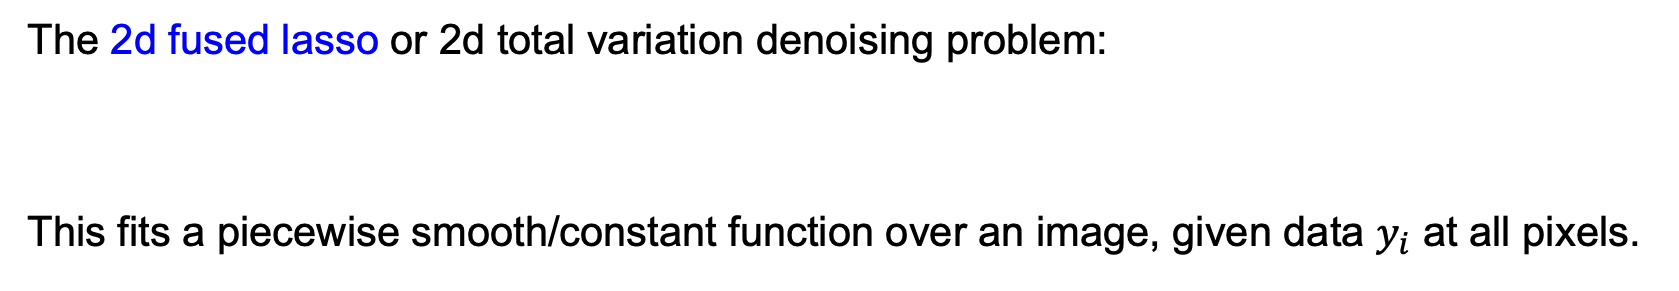 The 2d fused lasso or 2d total variation denoising problem:
This fits a piecewise smooth/constant function over an image, given data yᵢ at all pixels.